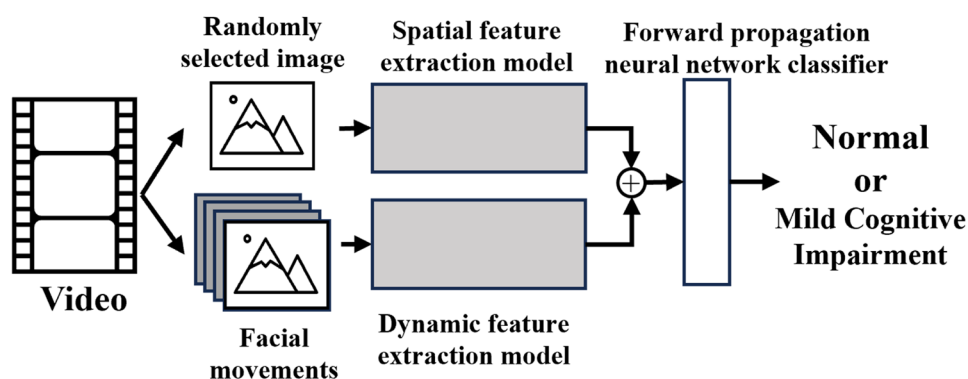 Randomly
selected image
Spatial feature
extraction model
Forward propagation
neural network classifier
Video
Normal
or
Mild Cognitive
Impairment
Facial
movements
Dynamic feature
extraction model